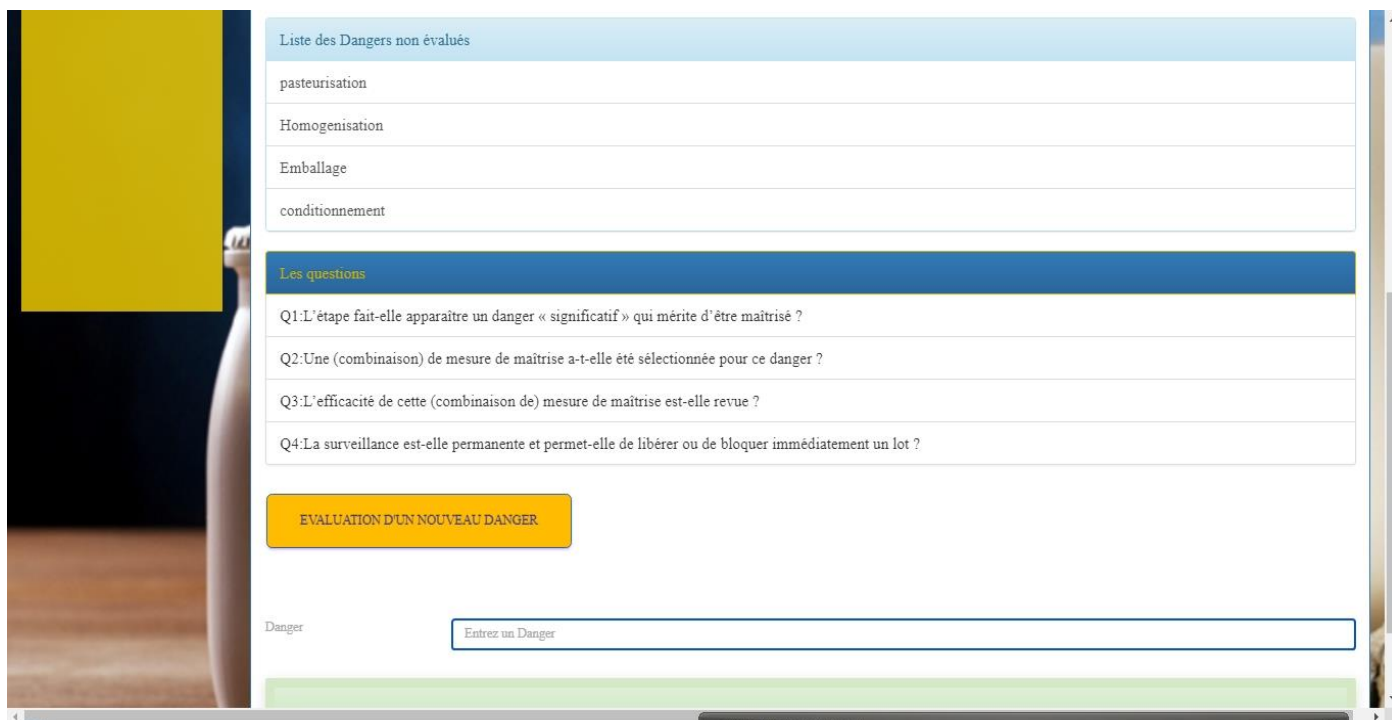 Liste des Dangers non évalués
pasteurisation
Homogenisation
Emballage
conditionnement
Les questions
Q1:L'étape fait-elle apparaître un danger « significatif » qui mérite d'être maîtrisé ?
Q2:Une (combinaison) de mesure de maîtrise a-t-elle été sélectionnée pour ce danger ?
Q3:L'efficacité de cette (combinaison de) mesure de maîtrise est-elle revue ?
Q4:La surveillance est-elle permanente et permet-elle de libérer ou de bloquer immédiatement un lot ?
EVALUATION D'UN NOUVEAU DANGER
Danger
Entrez un Danger